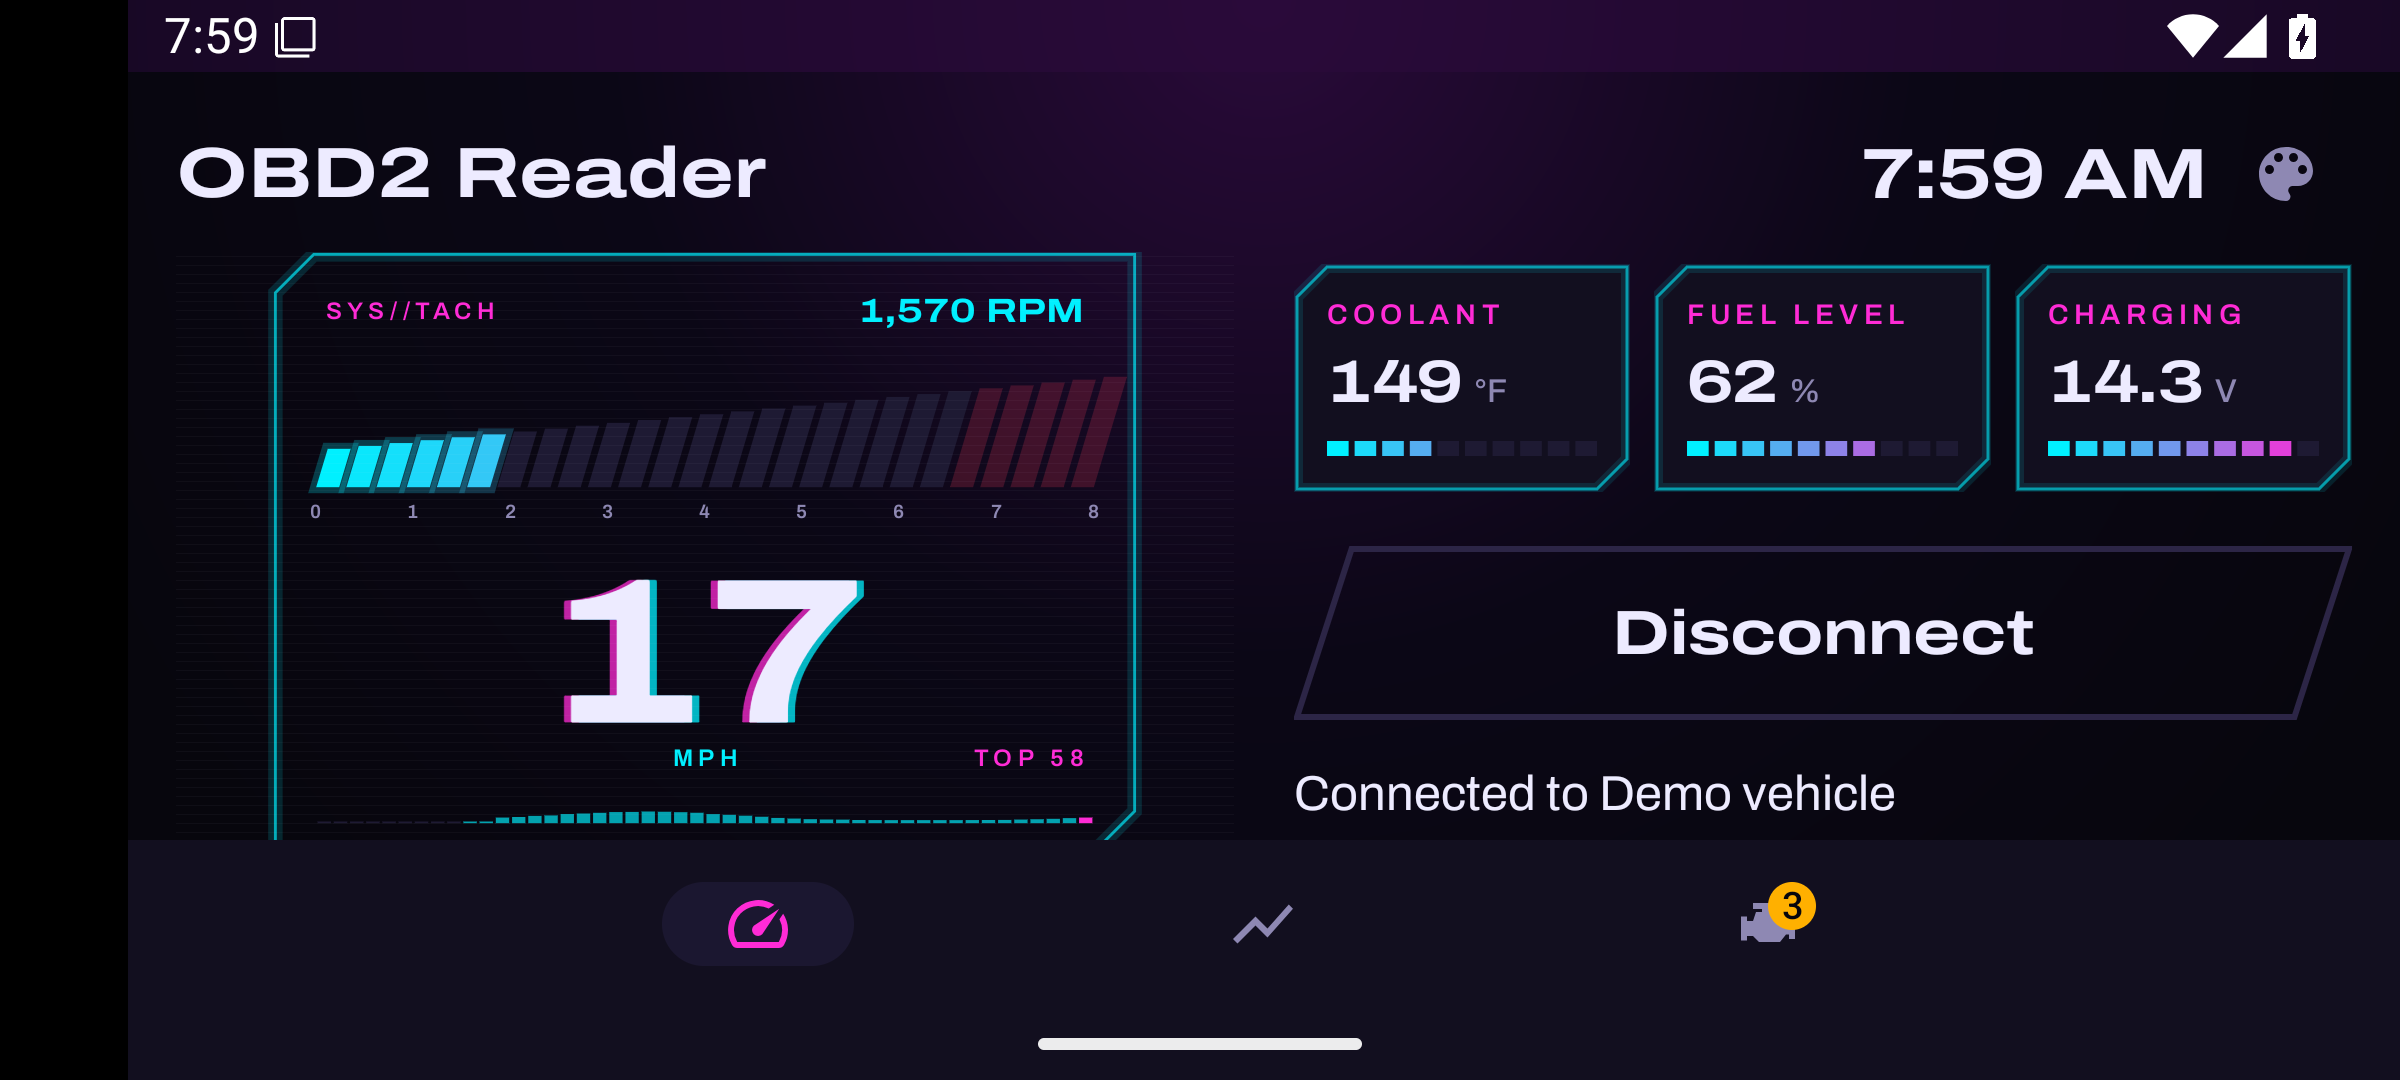 7:59
OBD2 Reader
7:59 AM
SYS//TACH
1,570 RPM
0 1 2 3 4 5 6 7 8
17
MPH
TOP 58
COOLANT
149 °F
FUEL LEVEL
62 %
CHARGING
14.3 V
Disconnect
Connected to Demo vehicle
3